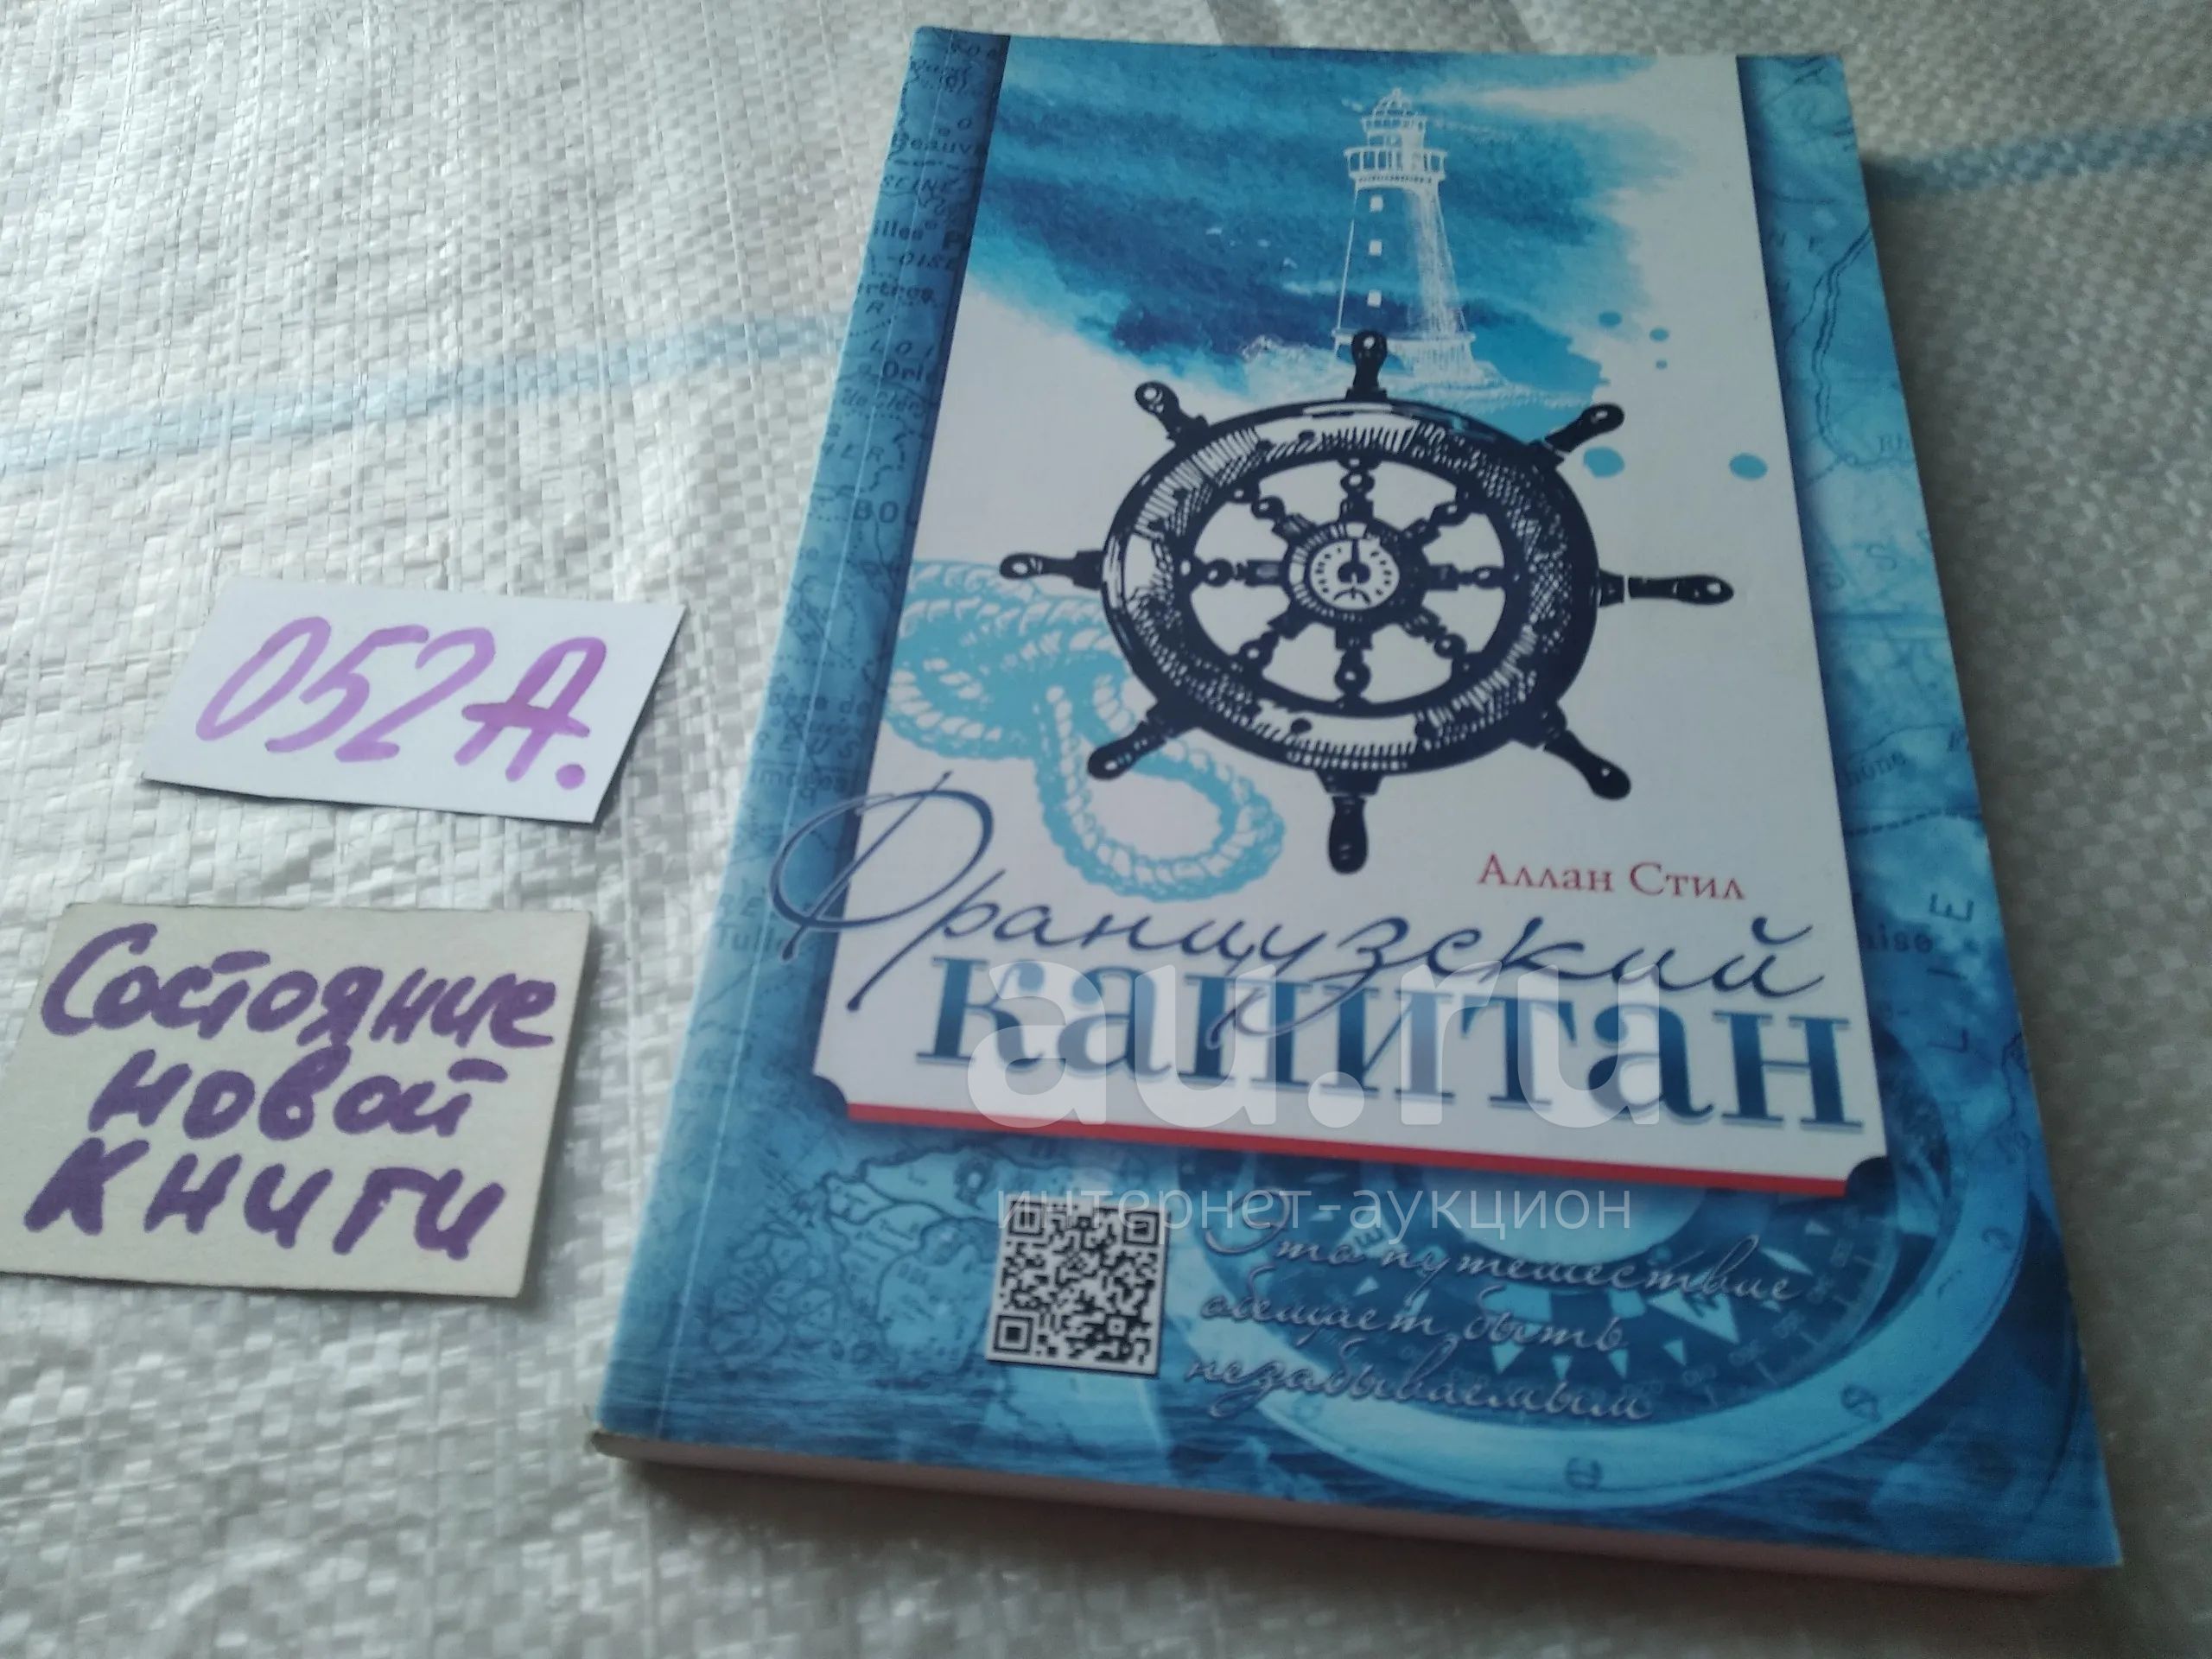 052А.
Состояние
новой
книги
Аллан Стил
Французский
капитан
au.ru
интернет-аукцион
Это путешествие
обещает быть
незабываемым